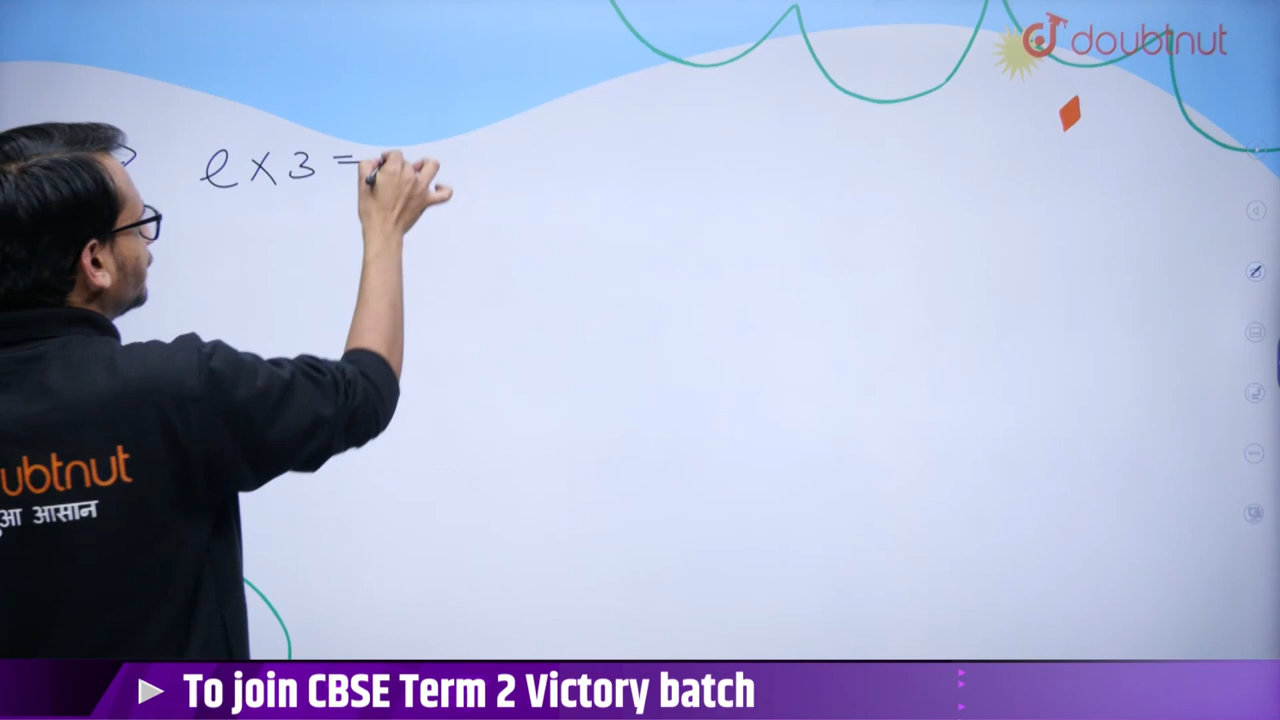 doubtnut
l × 3 =
ubtnut
आ आसान
To join CBSE Term 2 Victory batch